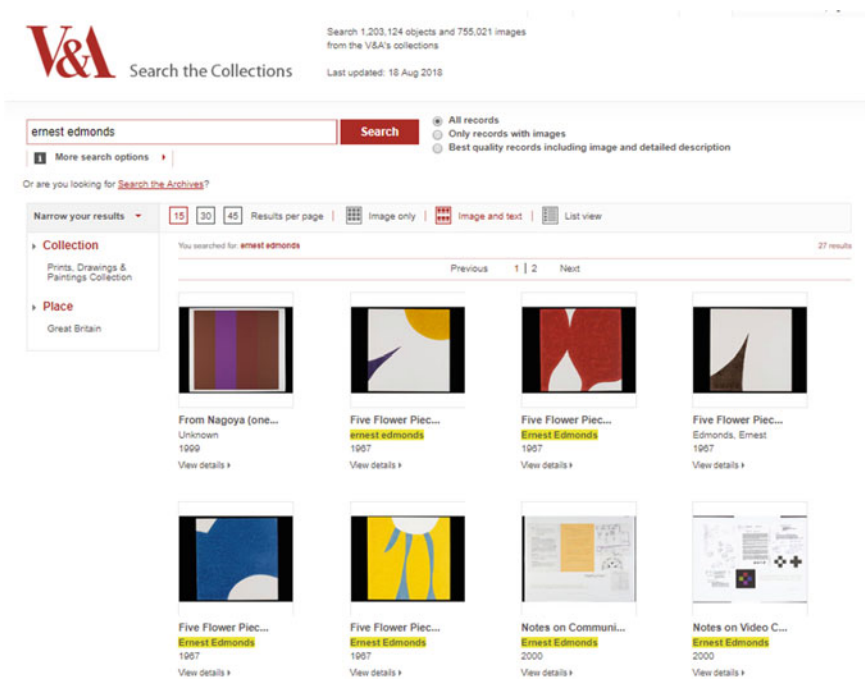 V&A Search the Collections
Search 1,203,124 objects and 755,021 images
from the V&A's collections
Last updated: 18 Aug 2018
ernest edmonds
Search
All records
Only records with images
Best quality records including image and detailed description
i More search options
Or are you looking for Search the Archives?
Narrow your results
15 30 45 Results per page | Image only | Image and text | List view
Collection
Prints, Drawings &
Paintings Collection
Place
Great Britain
You searched for: ernest edmonds
27 results
Previous 1 | 2 Next
From Nagoya (one...
Unknown
1999
View details
Five Flower Piec...
ernest edmonds
1967
View details
Five Flower Piec...
Ernest Edmonds
1967
View details
Five Flower Piec...
Edmonds, Ernest
1967
View details
Five Flower Piec...
Ernest Edmonds
1967
View details
Five Flower Piec...
Ernest Edmonds
1967
View details
Notes on Communi...
Ernest Edmonds
2000
View details
Notes on Video C...
Ernest Edmonds
2000
View details